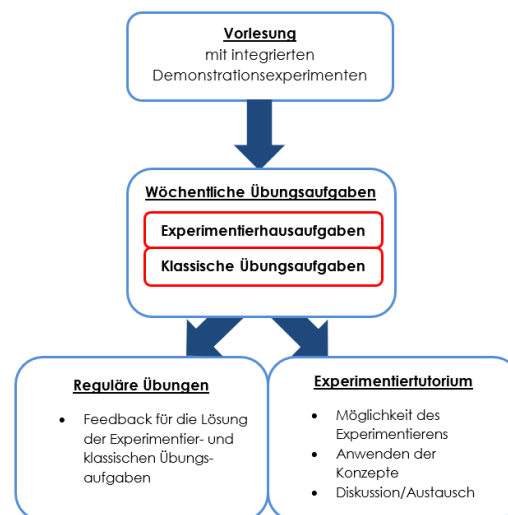 Vorlesung
mit integrierten
Demonstrationsexperimenten
Wöchentliche Übungsaufgaben
Experimentierhausaufgaben
Klassische Übungsaufgaben
Reguläre Übungen
• Feedback für die Lösung
der Experimentier- und
klassischen Übungs-
aufgaben
Experimentiertutorium
• Möglichkeit des
Experimentierens
• Anwenden der
Konzepte
• Diskussion/Austausch